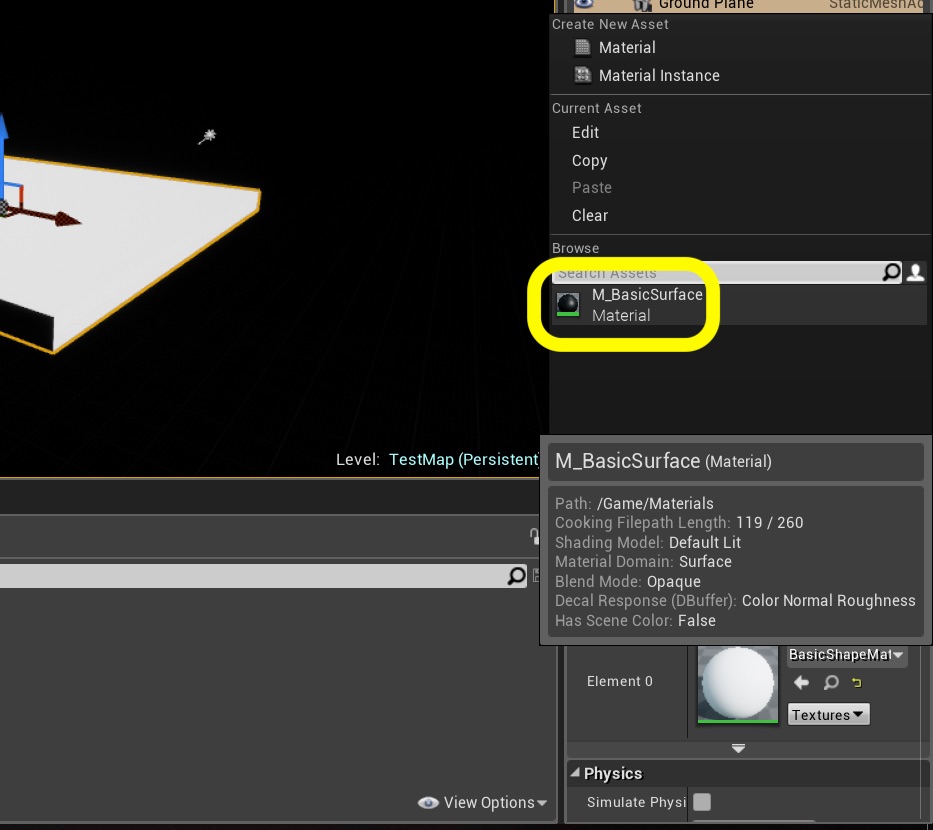 Ground Plane StaticMeshAc
Create New Asset
Material
Material Instance
Current Asset
Edit
Copy
Paste
Clear
Browse
Search Assets
M_BasicSurface
Material
Level: TestMap (Persistent
M_BasicSurface (Material)
Path: /Game/Materials
Cooking Filepath Length: 119 / 260
Shading Model: Default Lit
Material Domain: Surface
Blend Mode: Opaque
Decal Response (DBuffer): Color Normal Roughness
Has Scene Color: False
Element 0
BasicShapeMat
Textures
Physics
Simulate Physi
View Options